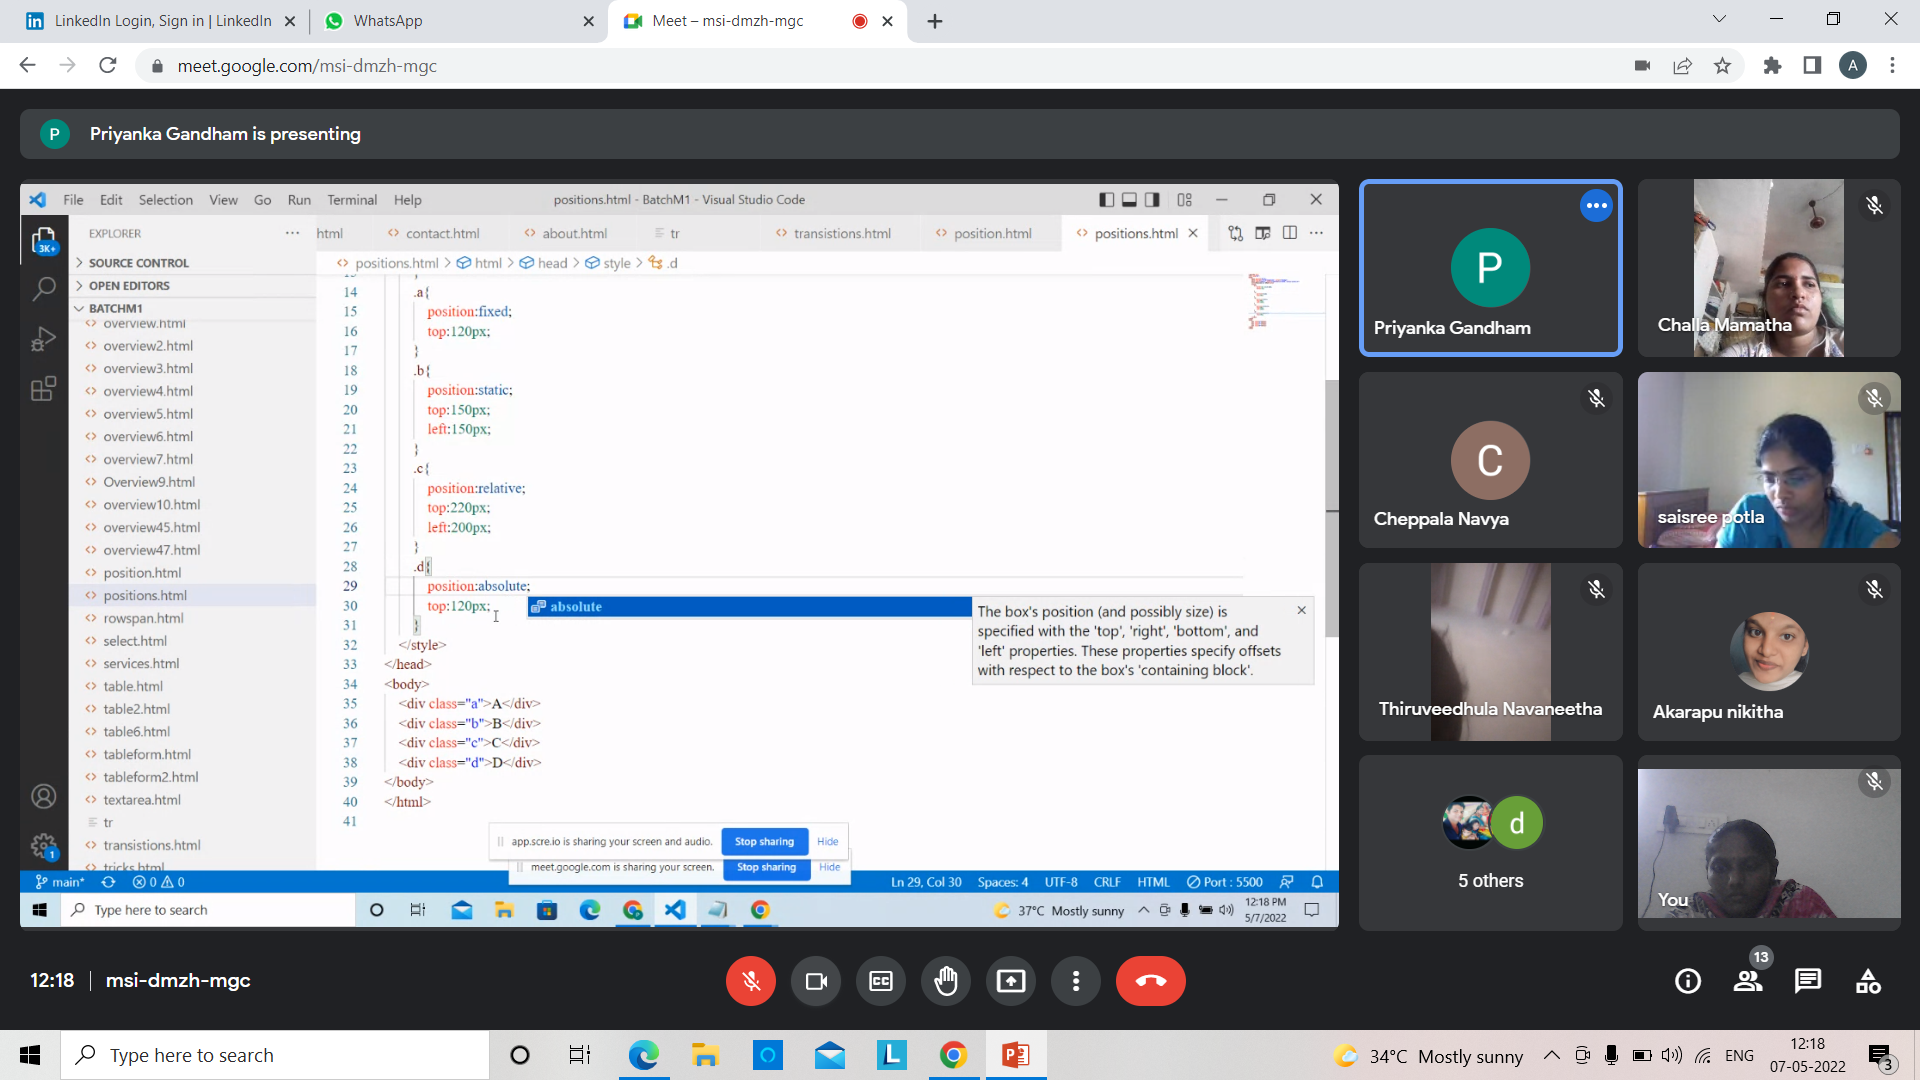 LinkedIn Login, Sign in | LinkedIn
WhatsApp
Meet – msi-dmzh-mgc
meet.google.com/msi-dmzh-mgc
A
P
Priyanka Gandham is presenting
File Edit Selection View Go Run Terminal Help
positions.html - BatchM1 - Visual Studio Code
EXPLORER
html
contact.html
about.html
tr
transistions.html
position.html
positions.html
3K+
positions.html > html > head > style > .d
SOURCE CONTROL
OPEN EDITORS
BATCHM1
overview.html
overview2.html
overview3.html
overview4.html
overview5.html
overview6.html
overview7.html
Overview9.html
overview10.html
overview45.html
overview47.html
position.html
positions.html
rowspan.html
select.html
services.html
table.html
table2.html
table6.html
tableform.html
tableform2.html
textarea.html
tr
transistions.html
tricks.html
1
13 }
14 .a{
15 position:fixed;
16 top:120px;
17 }
18 .b{
19 position:static;
20 top:150px;
21 left:150px;
22 }
23 .c{
24 position:relative;
25 top:220px;
26 left:200px;
27 }
28 .d{
29 position:absolute;
30 top:120px;
31 }
32 </style>
33 </head>
34 <body>
35 <div class="a">A</div>
36 <div class="b">B</div>
37 <div class="c">C</div>
38 <div class="d">D</div>
39 </body>
40 </html>
41
absolute
The box's position (and possibly size) is
specified with the 'top', 'right', 'bottom', and
'left' properties. These properties specify offsets
with respect to the box's 'containing block'.
app.scre.io is sharing your screen and audio. Stop sharing Hide
meet.google.com is sharing your screen. Stop sharing Hide
main* 0 0
Ln 29, Col 30 Spaces: 4 UTF-8 CRLF HTML Port : 5500
Type here to search
37°C Mostly sunny
12:18 PM
5/7/2022
P
Priyanka Gandham
Challa Mamatha
C
Cheppala Navya
saisree potla
Thiruveedhula Navaneetha
Akarapu nikitha
d
5 others
You
12:18 | msi-dmzh-mgc
CC
13
Type here to search
L
34°C Mostly sunny
ENG
12:18
07-05-2022
3